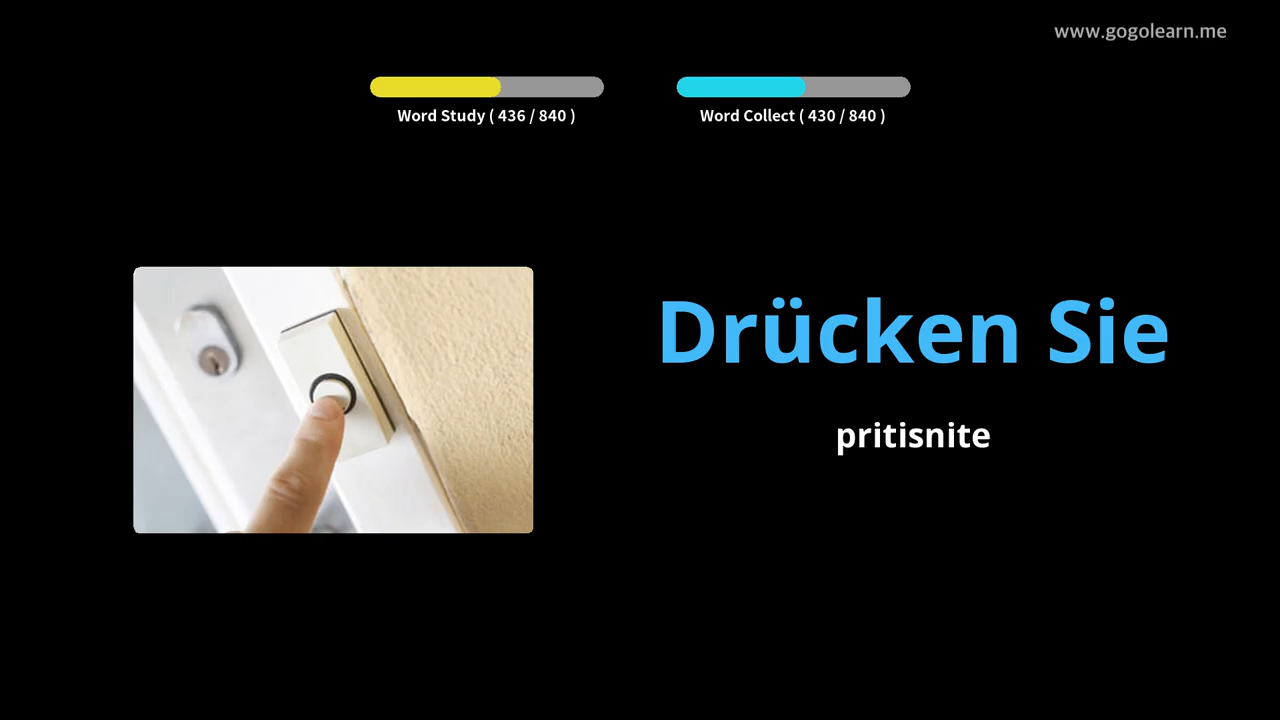 www.gogolearn.me
Word Study ( 436 / 840 )
Word Collect ( 430 / 840 )
Drücken Sie
pritisnite